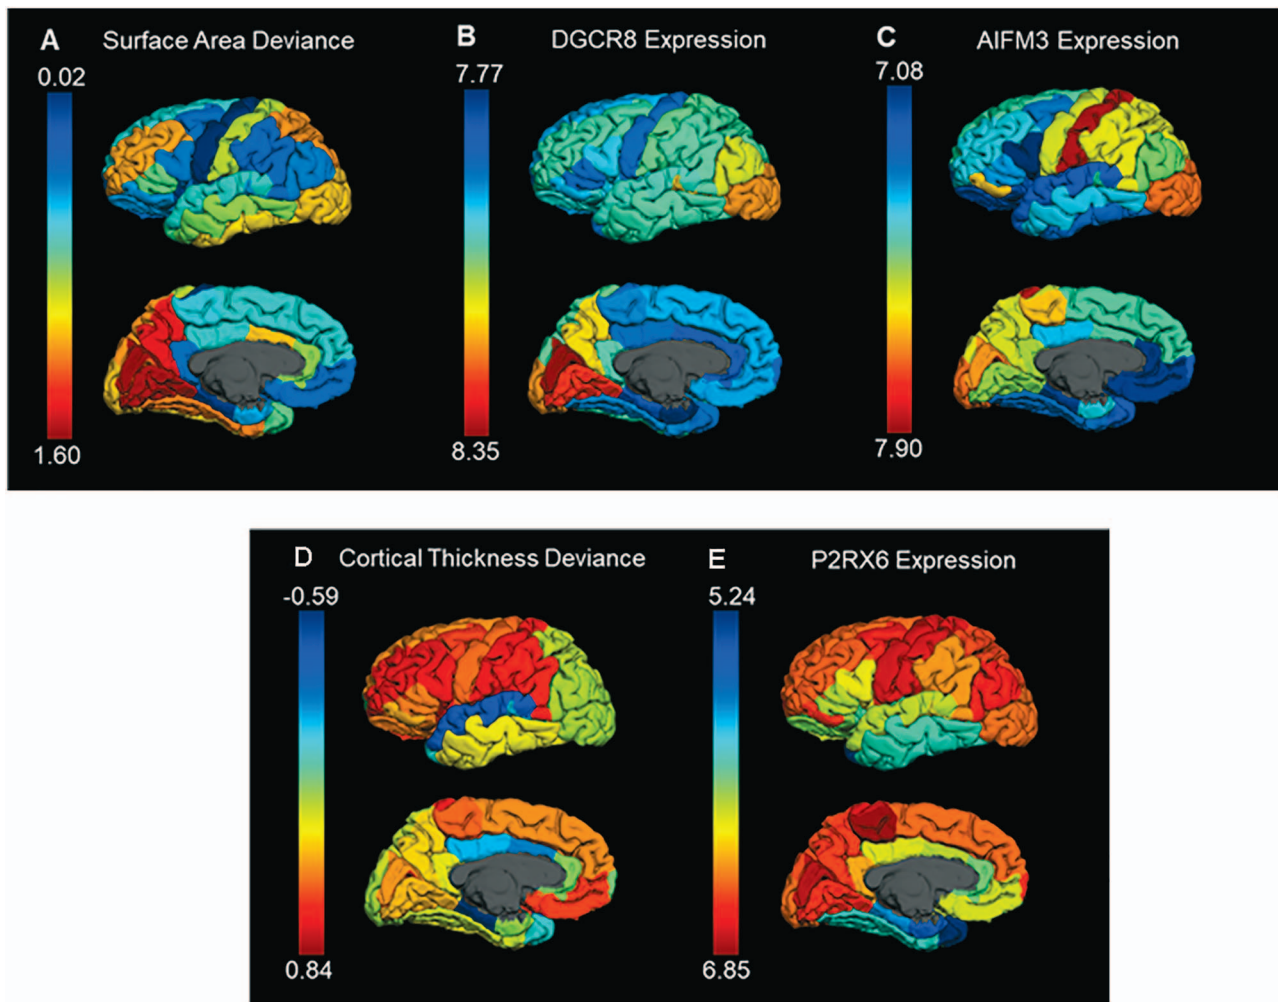 A Surface Area Deviance
0.02
1.60
B DGCR8 Expression
7.77
8.35
C AIFM3 Expression
7.08
7.90
D Cortical Thickness Deviance
-0.59
0.84
E P2RX6 Expression
5.24
6.85